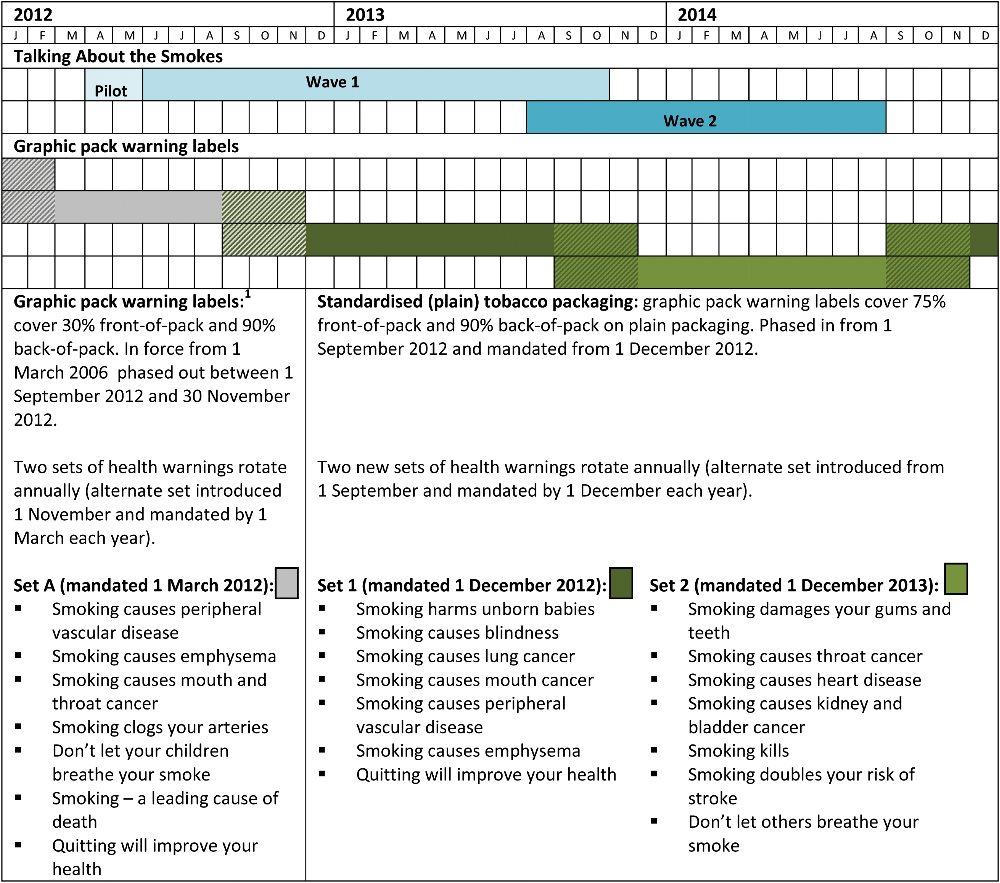 2012 2013 2014
J F M A M J J A S O N D J F M A M J J A S O N D J F M A M J J A S O N D
Talking About the Smokes
Pilot Wave 1
Wave 2
Graphic pack warning labels
Graphic pack warning labels:1
cover 30% front-of-pack and 90%
back-of-pack. In force from 1
March 2006 phased out between 1
September 2012 and 30 November
2012.
Two sets of health warnings rotate
annually (alternate set introduced
1 November and mandated by 1
March each year).
Set A (mandated 1 March 2012):
▪ Smoking causes peripheral
vascular disease
▪ Smoking causes emphysema
▪ Smoking causes mouth and
throat cancer
▪ Smoking clogs your arteries
▪ Don’t let your children
breathe your smoke
▪ Smoking – a leading cause of
death
▪ Quitting will improve your
health
Standardised (plain) tobacco packaging: graphic pack warning labels cover 75%
front-of-pack and 90% back-of-pack on plain packaging. Phased in from 1
September 2012 and mandated from 1 December 2012.
Two new sets of health warnings rotate annually (alternate set introduced from
1 September and mandated by 1 December each year).
Set 1 (mandated 1 December 2012):
▪ Smoking harms unborn babies
▪ Smoking causes blindness
▪ Smoking causes lung cancer
▪ Smoking causes mouth cancer
▪ Smoking causes peripheral
vascular disease
▪ Smoking causes emphysema
▪ Quitting will improve your health
Set 2 (mandated 1 December 2013):
▪ Smoking damages your gums and
teeth
▪ Smoking causes throat cancer
▪ Smoking causes heart disease
▪ Smoking causes kidney and
bladder cancer
▪ Smoking kills
▪ Smoking doubles your risk of
stroke
▪ Don’t let others breathe your
smoke